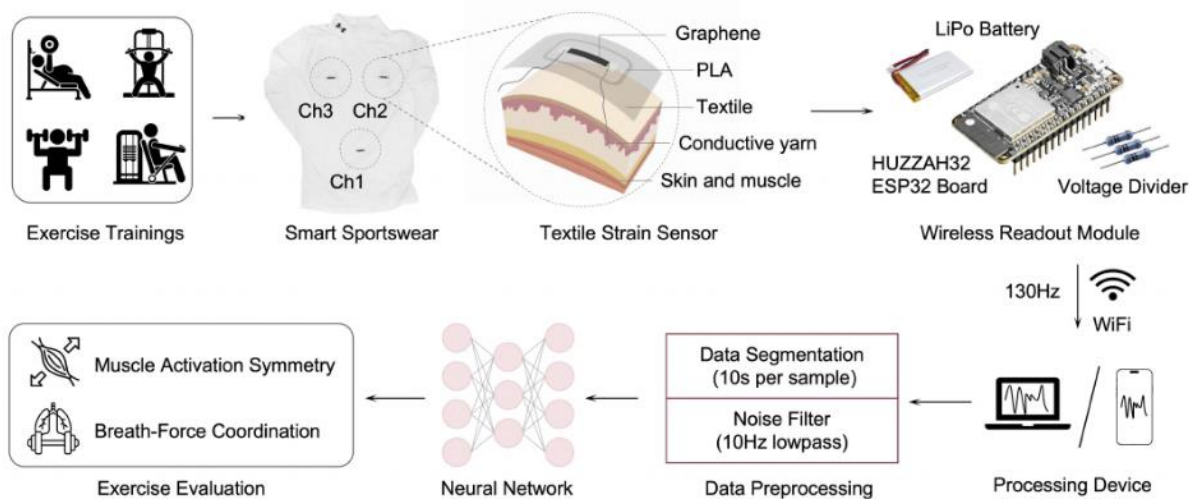 LiPo Battery
Graphene
PLA
Textile
Conductive yarn
Skin and muscle
Ch3
Ch2
Ch1
HUZZAH32
ESP32 Board
Voltage Divider
Exercise Trainings
Smart Sportswear
Textile Strain Sensor
Wireless Readout Module
130Hz
WiFi
Muscle Activation Symmetry
Breath-Force Coordination
Data Segmentation
(10s per sample)
Noise Filter
(10Hz lowpass)
Exercise Evaluation
Neural Network
Data Preprocessing
Processing Device